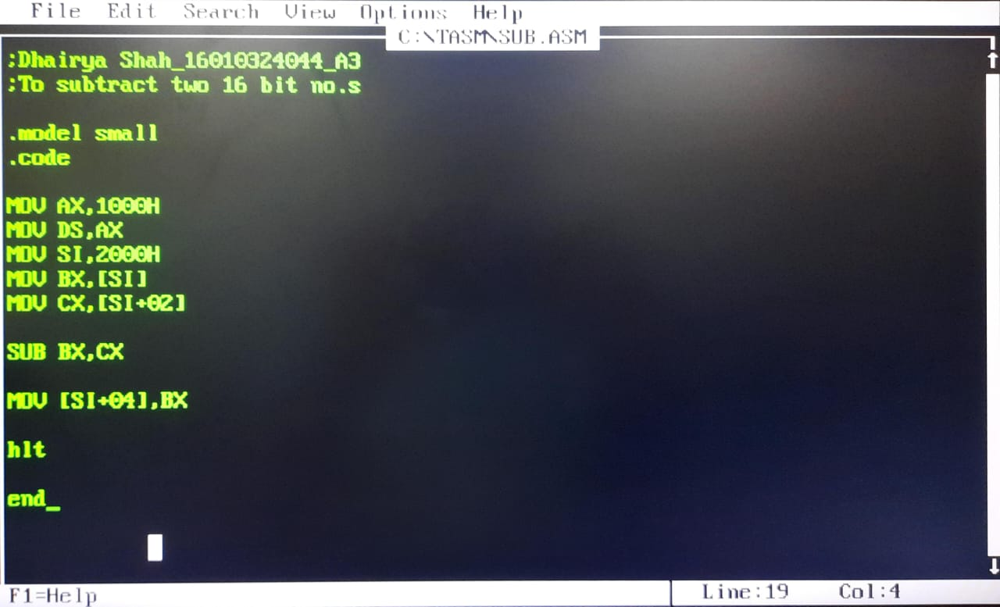 File Edit Search View Options Help
C:\TASM\SUB.ASM
;Dhairya Shah_16010324044_A3
;To subtract two 16 bit no.s
.model small
.code
MOV AX,1000H
MOV DS,AX
MOV SI,2000H
MOV BX,[SI]
MOV CX,[SI+02]
SUB BX,CX
MOV [SI+04],BX
hlt
end_
F1=Help Line:19 Col:4